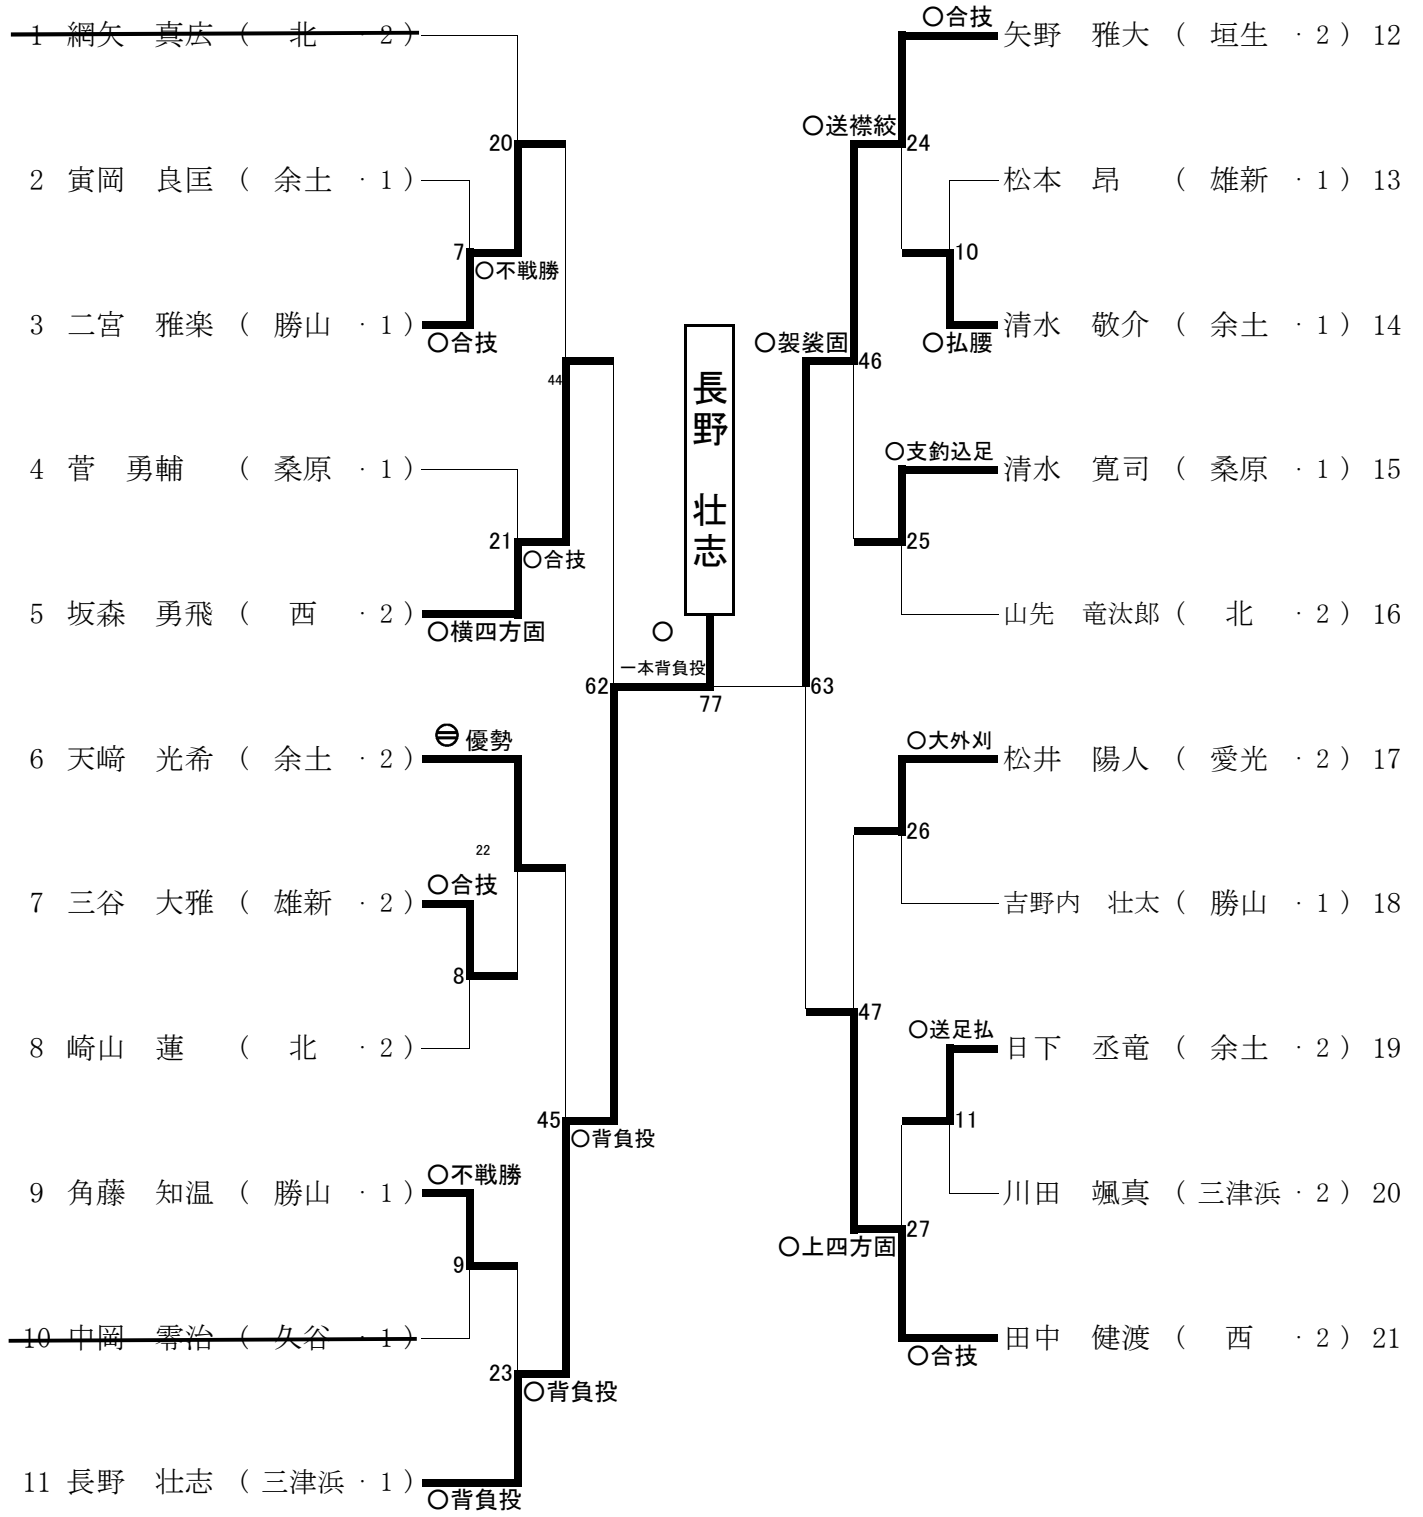 1 網矢 真広 ( 北 ・ 2 )
20
2 寅岡 良匡 ( 余土 ・ 1 )
7
○不戦勝
3 二宮 雅楽 ( 勝山 ・ 1 )
○合技
44
4 菅 勇輔 ( 桑原 ・ 1 )
21
○合技
5 坂森 勇飛 ( 西 ・ 2 )
○横四方固
62
6 天﨑 光希 ( 余土 ・ 2 )
優勢
22
7 三谷 大雅 ( 雄新 ・ 2 )
○合技
8
8 崎山 蓮 ( 北 ・ 2 )
45
○背負投
9 角藤 知温 ( 勝山 ・ 1 )
○不戦勝
9
10 中岡 零治 ( 久谷 ・ 1 )
23
○背負投
11 長野 壮志 ( 三津浜 ・ 1 )
○背負投
長野 壮志
○
一本背負投
77
○合技
矢野 雅大 ( 垣生 ・ 2 ) 12
○送襟絞
24
松本 昂 ( 雄新 ・ 1 ) 13
10
清水 敬介 ( 余土 ・ 1 ) 14
○払腰
○袈裟固
46
○支釣込足
清水 寛司 ( 桑原 ・ 1 ) 15
25
山先 竜汰郎 ( 北 ・ 2 ) 16
63
○大外刈
松井 陽人 ( 愛光 ・ 2 ) 17
26
吉野内 壮太 ( 勝山 ・ 1 ) 18
47
○送足払
日下 丞竜 ( 余土 ・ 2 ) 19
11
川田 颯真 ( 三津浜 ・ 2 ) 20
27
○上四方固
田中 健渡 ( 西 ・ 2 ) 21
○合技